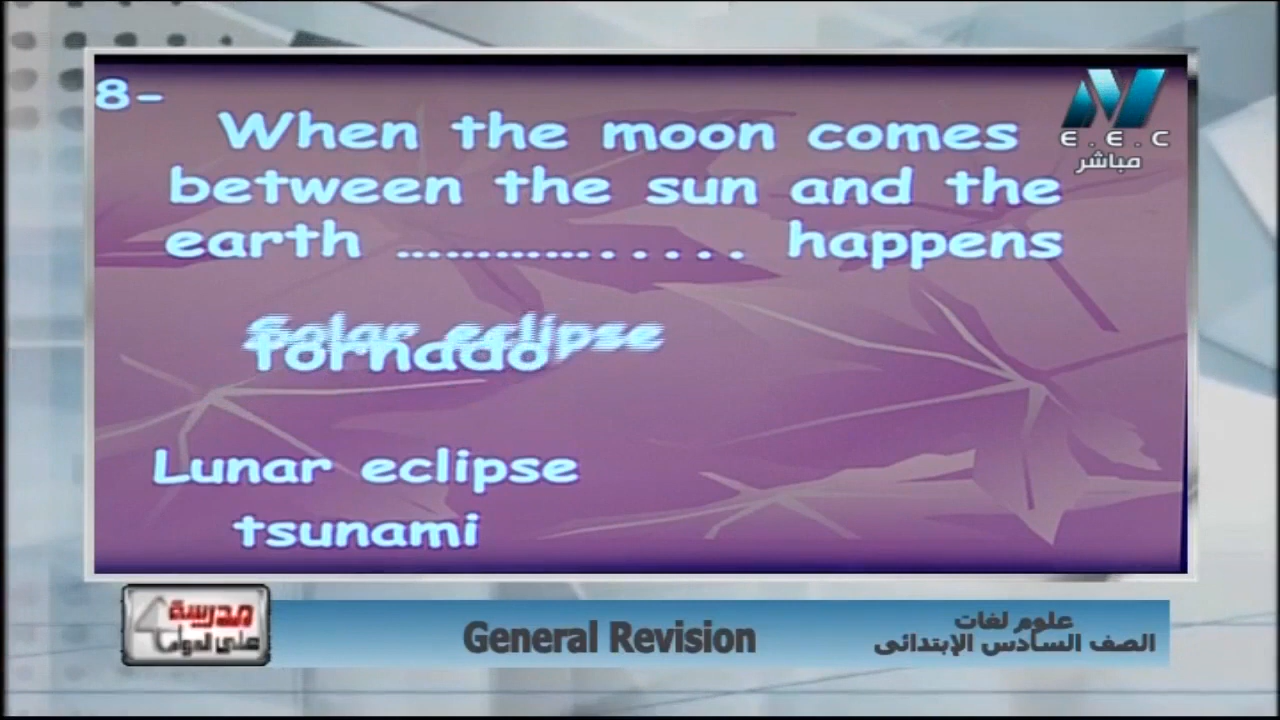 8-
When the moon comes
between the sun and the
earth ................... happens
Solar eclipse
Tornado
Lunar eclipse
tsunami
E.E.C
مباشر
مدرسة
على الهواء
General Revision
علوم لغات
الصف السادس الإبتدائى